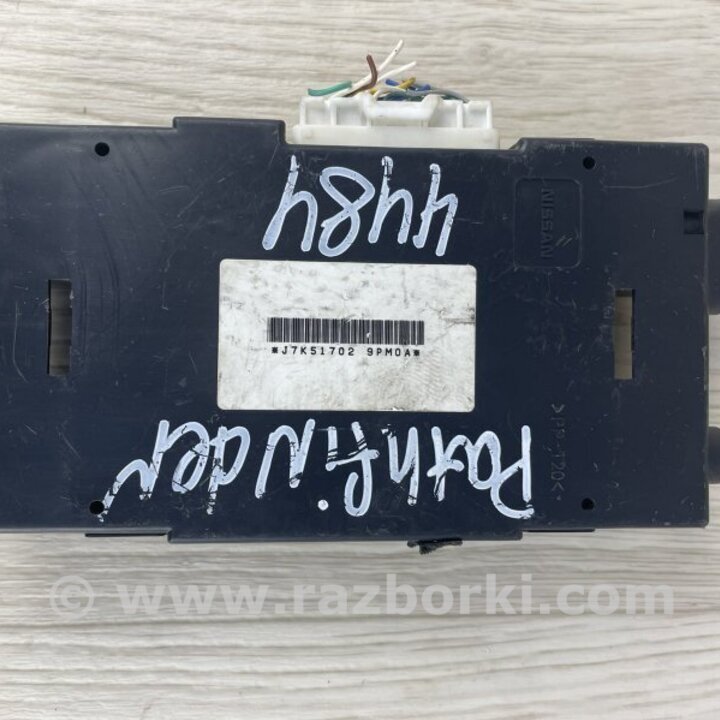 4484
NISSAN
*J7K51702 9PM0A*
>PP-T20<
Pathfinder
© www.razborki.com